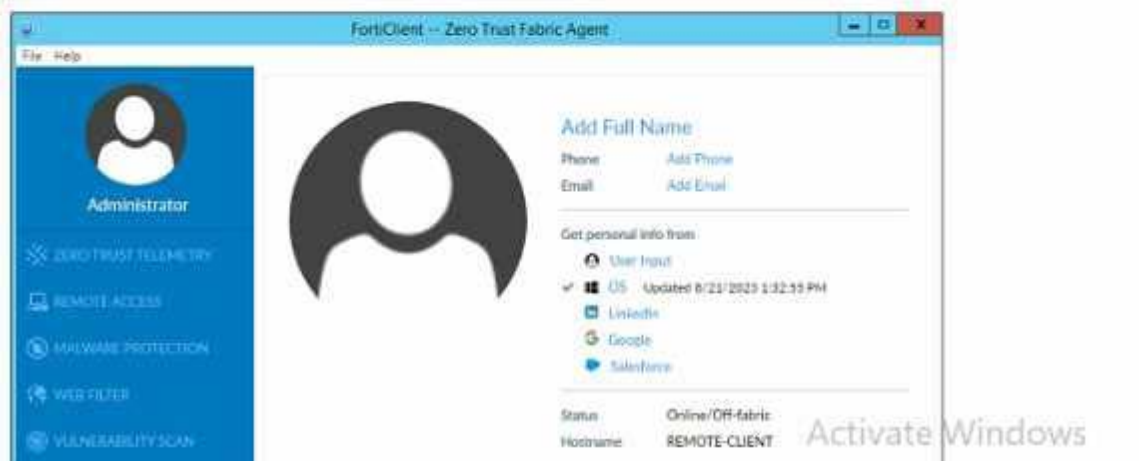 FortiClient -- Zero Trust Fabric Agent
File Help
Administrator
ZERO TRUST TELEMETRY
REMOTE ACCESS
MALWARE PROTECTION
WEB FILTER
VULNERABILITY SCAN
Add Full Name
Phone Add Phone
Email Add Email
Get personal info from
User Input
OS Updated 8/21/2023 1:32:55 PM
LinkedIn
Google
Salesforce
Status Online/Off-fabric
Hostname REMOTE-CLIENT
Activate Windows